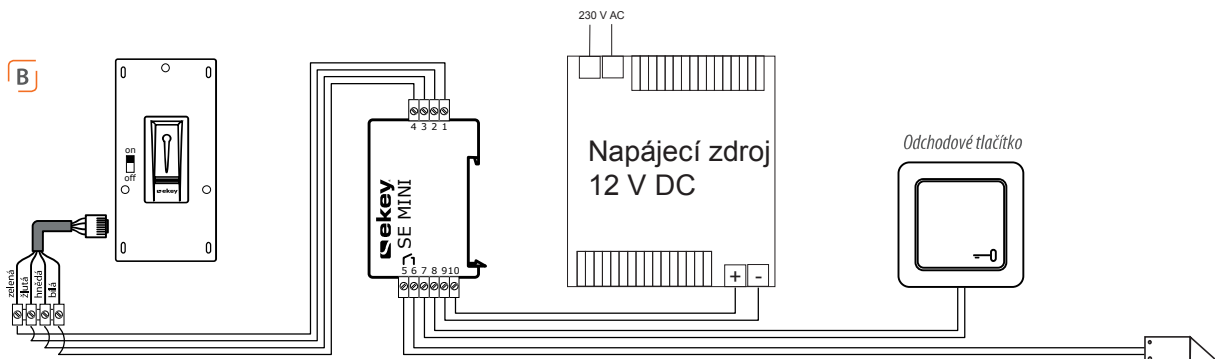 B
on
off
ekey
zelená
žlutá
hnědá
bílá
4 3 2 1
ekey
SE MINI
5 6 7 8 9 10
230 V AC
Napájecí zdroj
12 V DC
+ -
Odchodové tlačítko